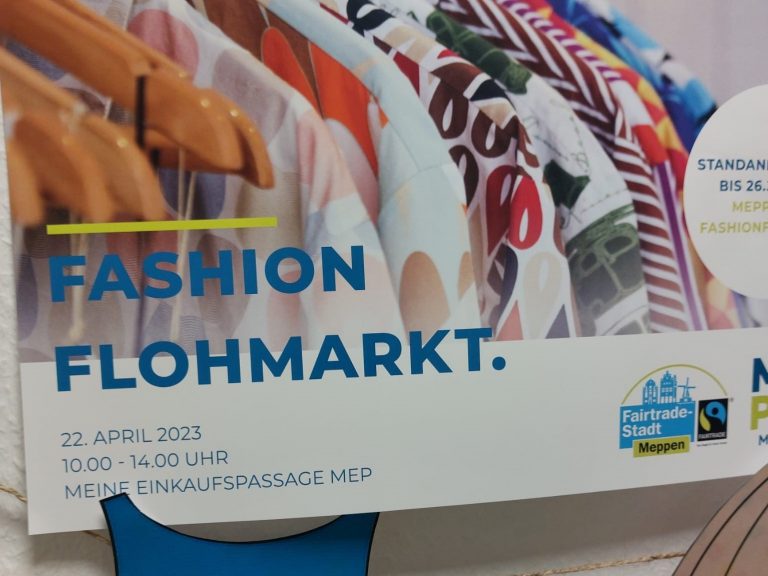 STANDAN
BIS 26.
MEPP
FASHIONF
FASHION
FLOHMARKT.
22. APRIL 2023
10.00 - 14.00 UHR
MEINE EINKAUFSPASSAGE MEP
Fairtrade-
Stadt
Meppen
FAIRTRADE
M
P
M